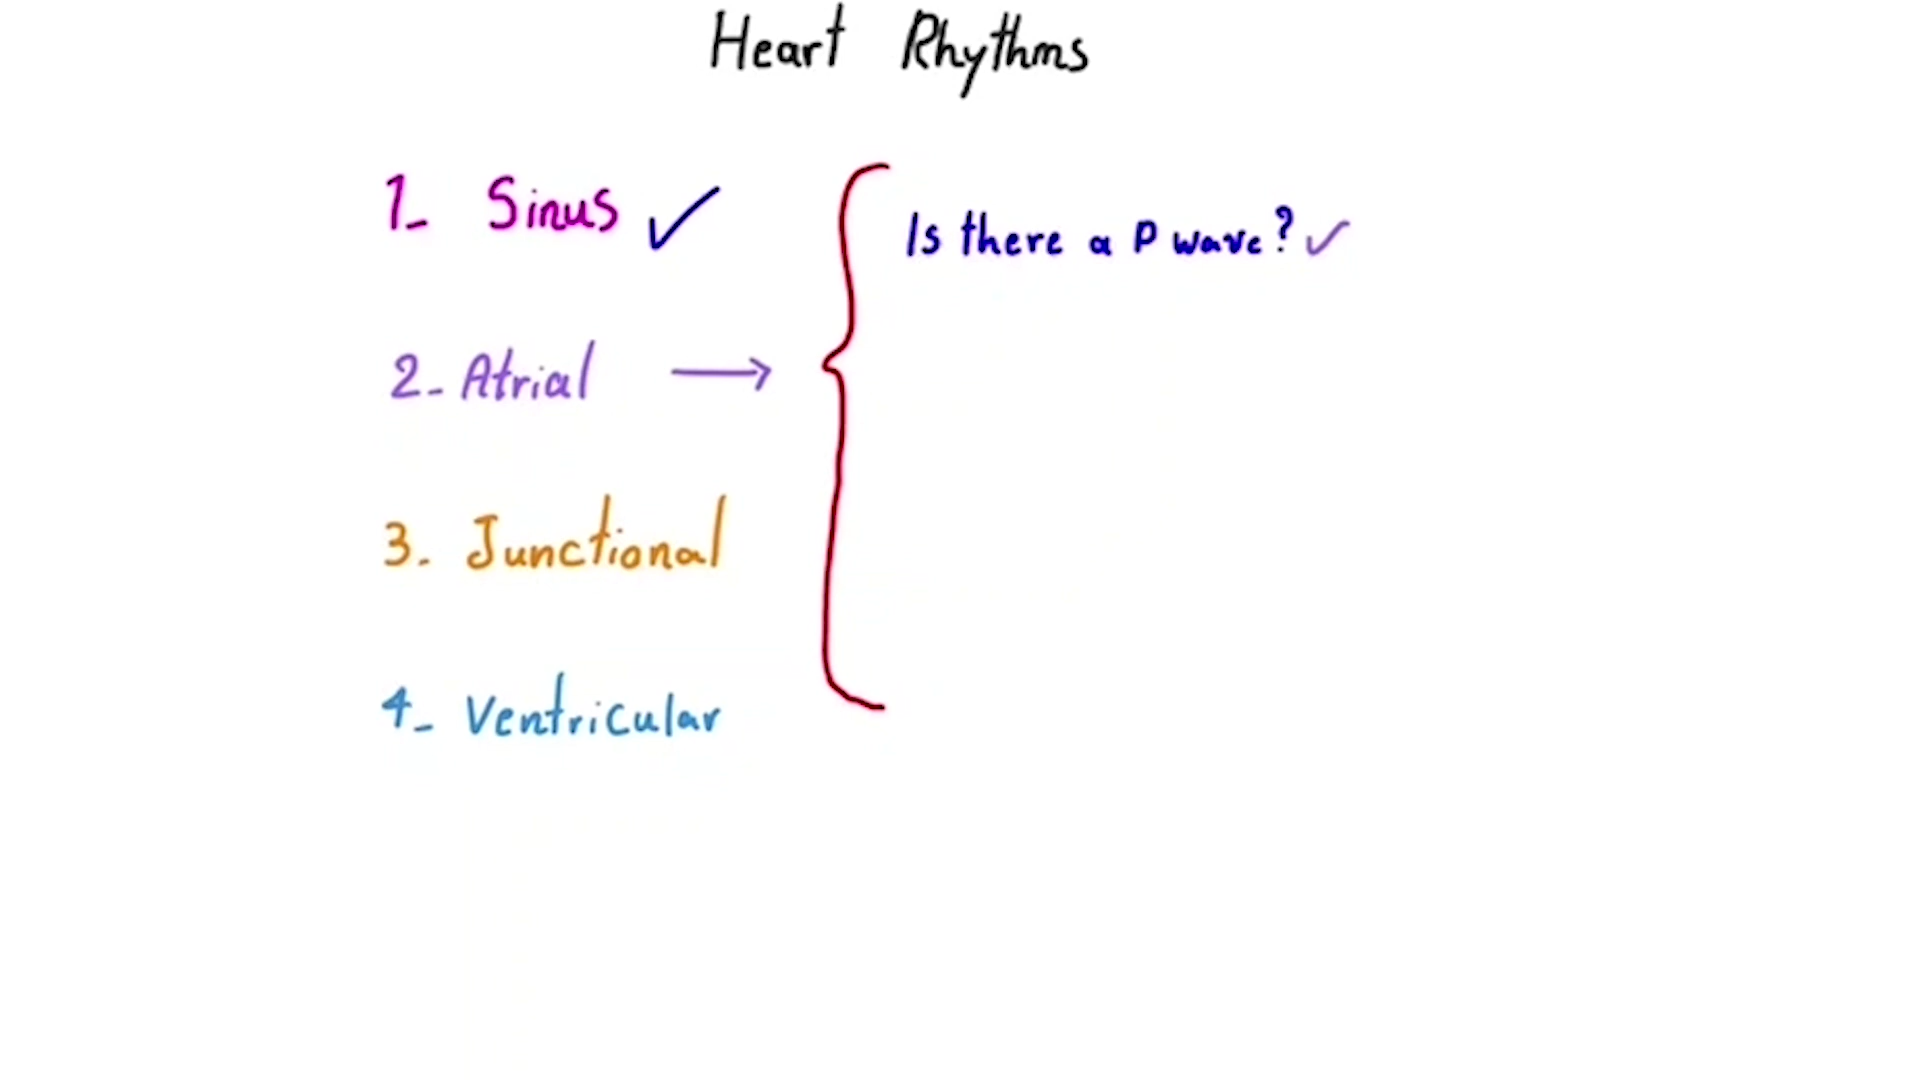 Heart Rhythms
1- Sinus ✓
Is there a P wave? ✓
2- Atrial →
3- Junctional
4- Ventricular